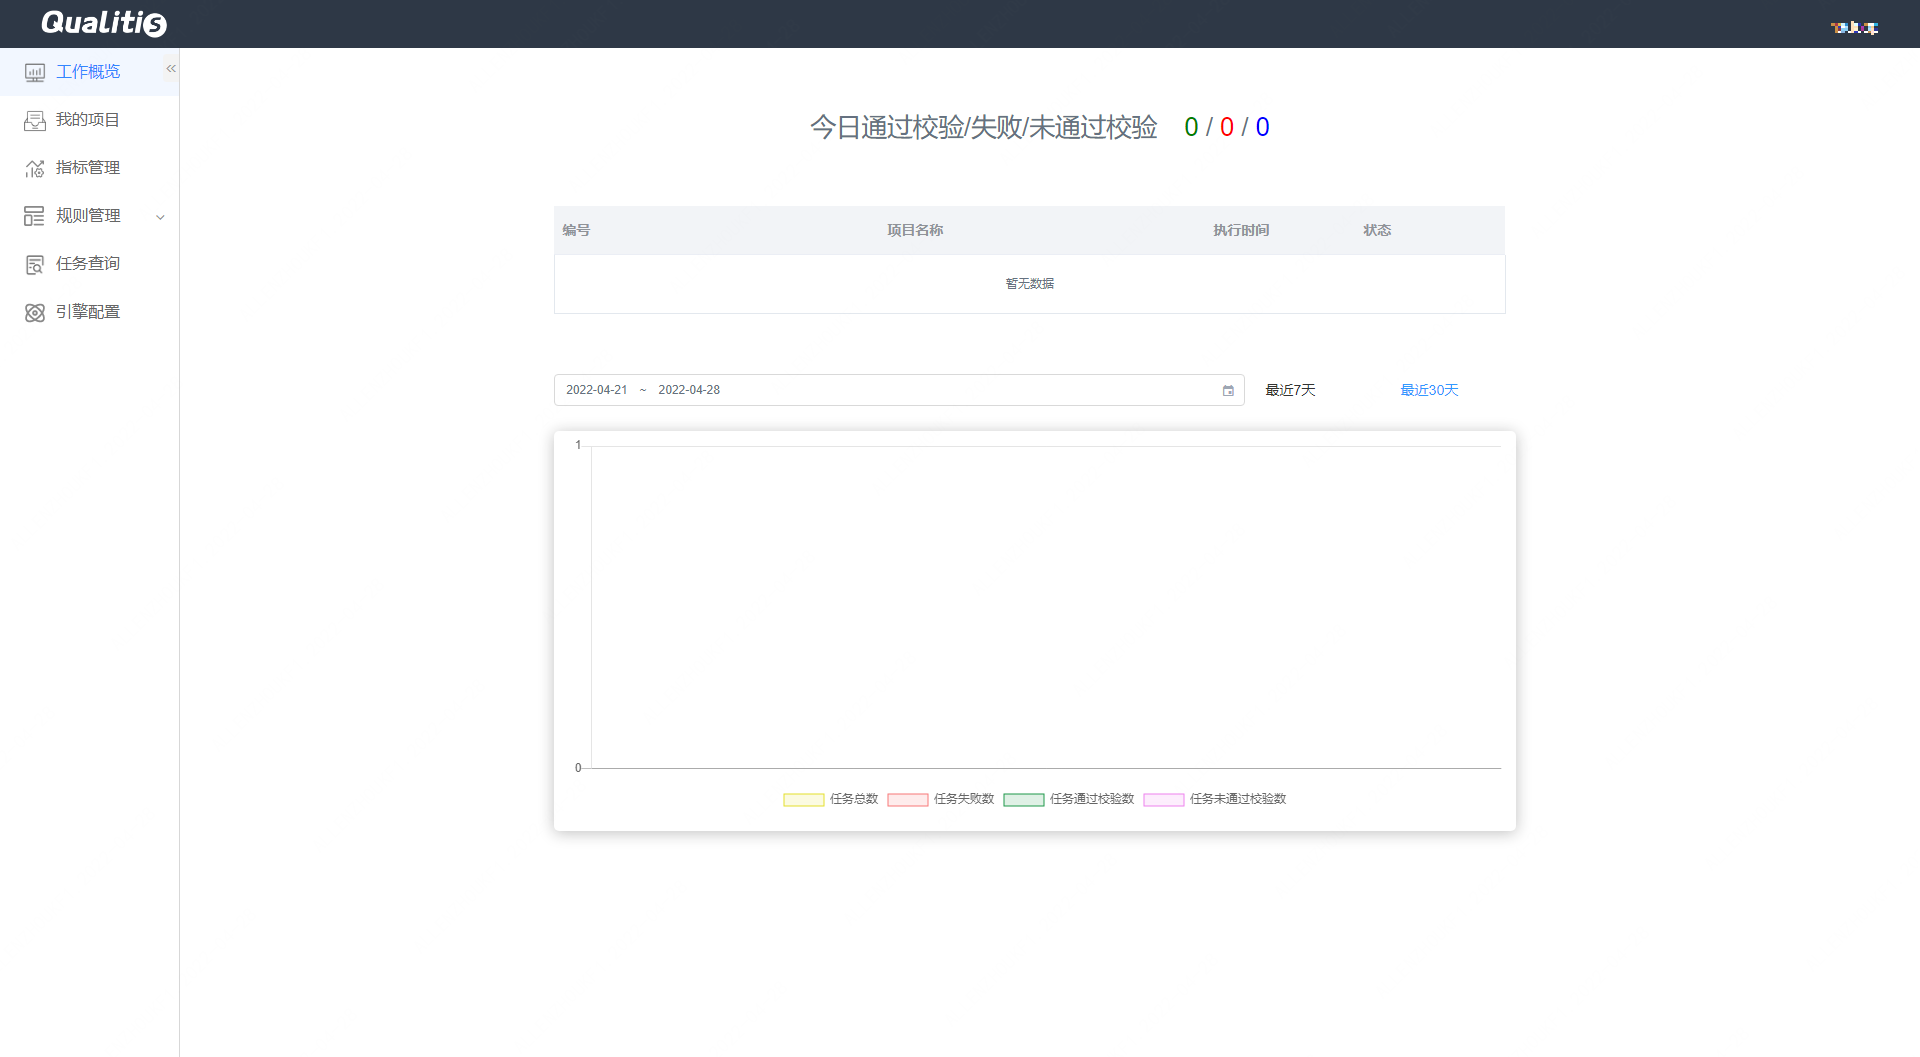 Qualitis
工作概览
我的项目
指标管理
规则管理
任务查询
引擎配置
今日通过校验/失败/未通过校验 0 / 0 / 0
编号 项目名称 执行时间 状态
暂无数据
2022-04-21 ~ 2022-04-28 最近7天 最近30天
1
0
任务总数 任务失败数 任务通过校验数 任务未通过校验数